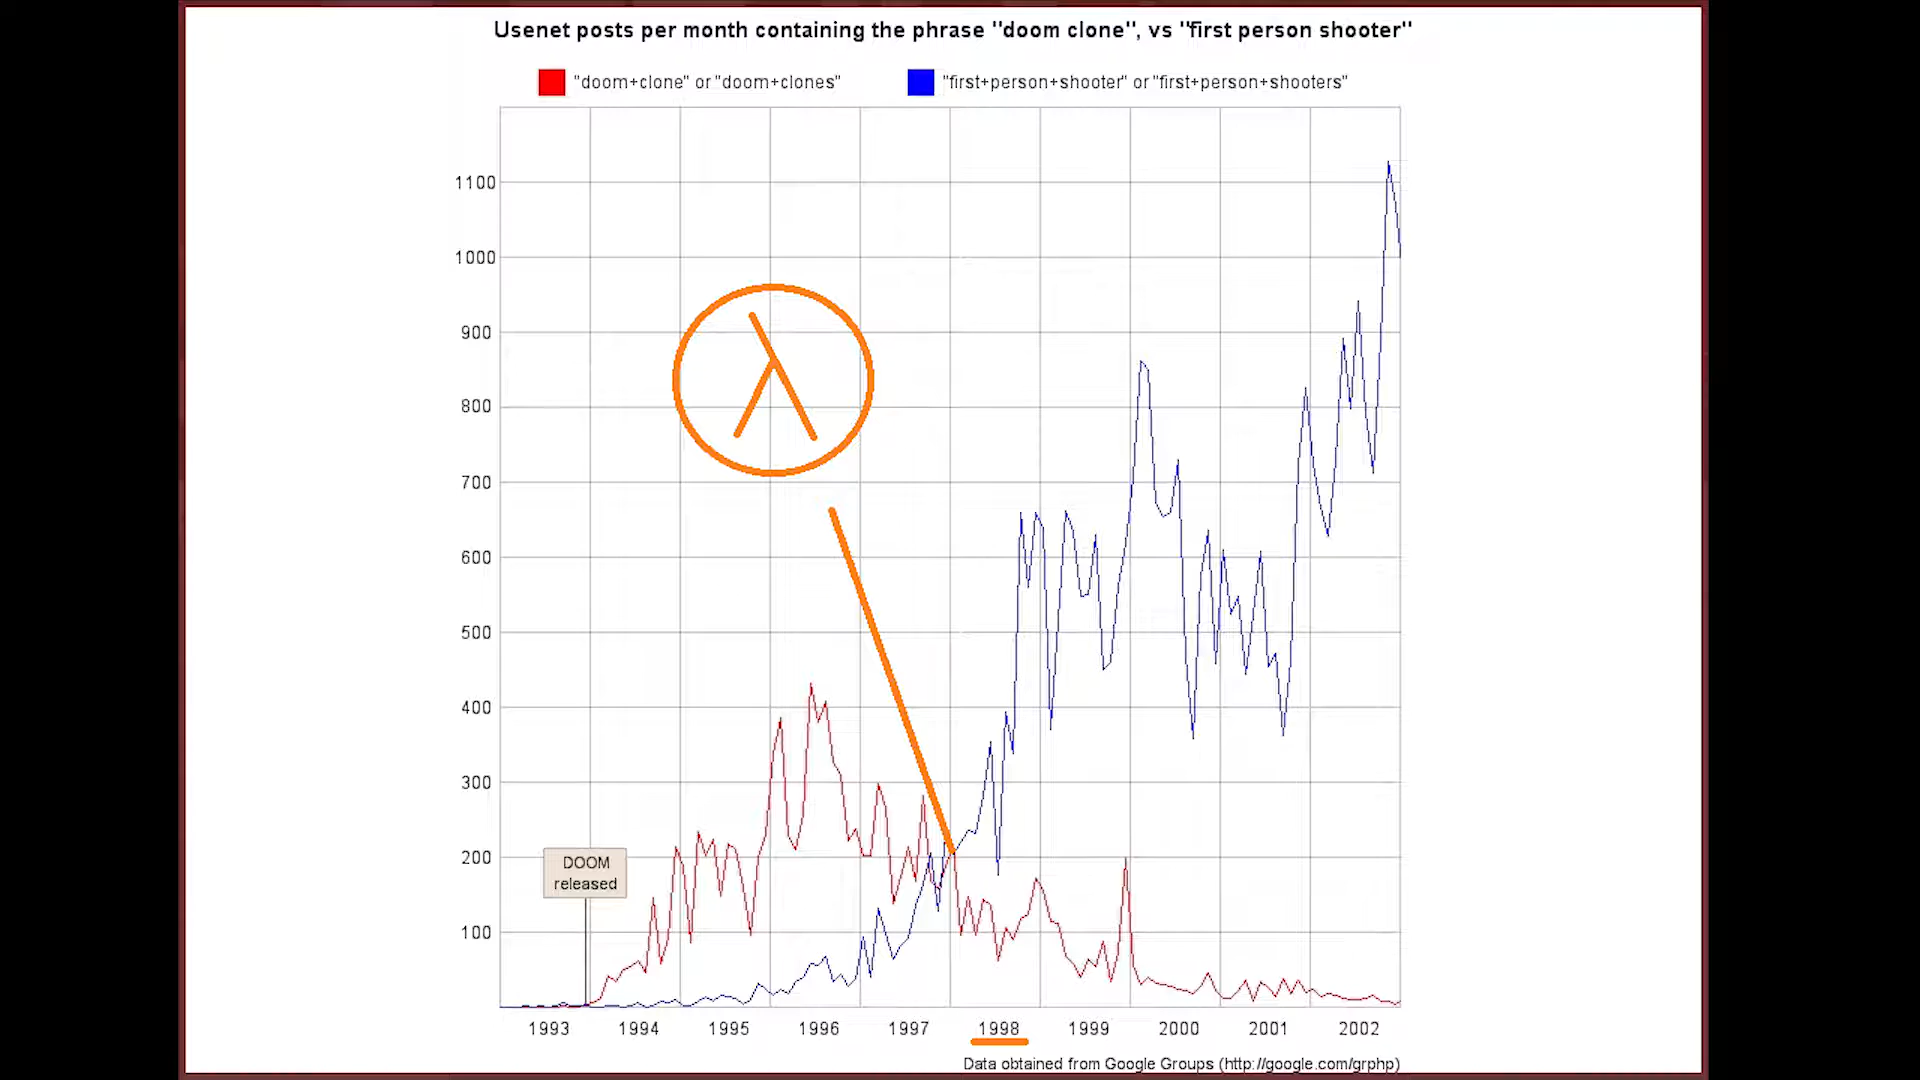 Usenet posts per month containing the phrase "doom clone", vs "first person shooter"
"doom+clone" or "doom+clones"
"first+person+shooter" or "first+person+shooters"
1100
1000
900
λ
800
700
600
500
400
300
200
DOOM
released
100
1993 1994 1995 1996 1997 1998 1999 2000 2001 2002
Data obtained from Google Groups (http://google.com/grphp)